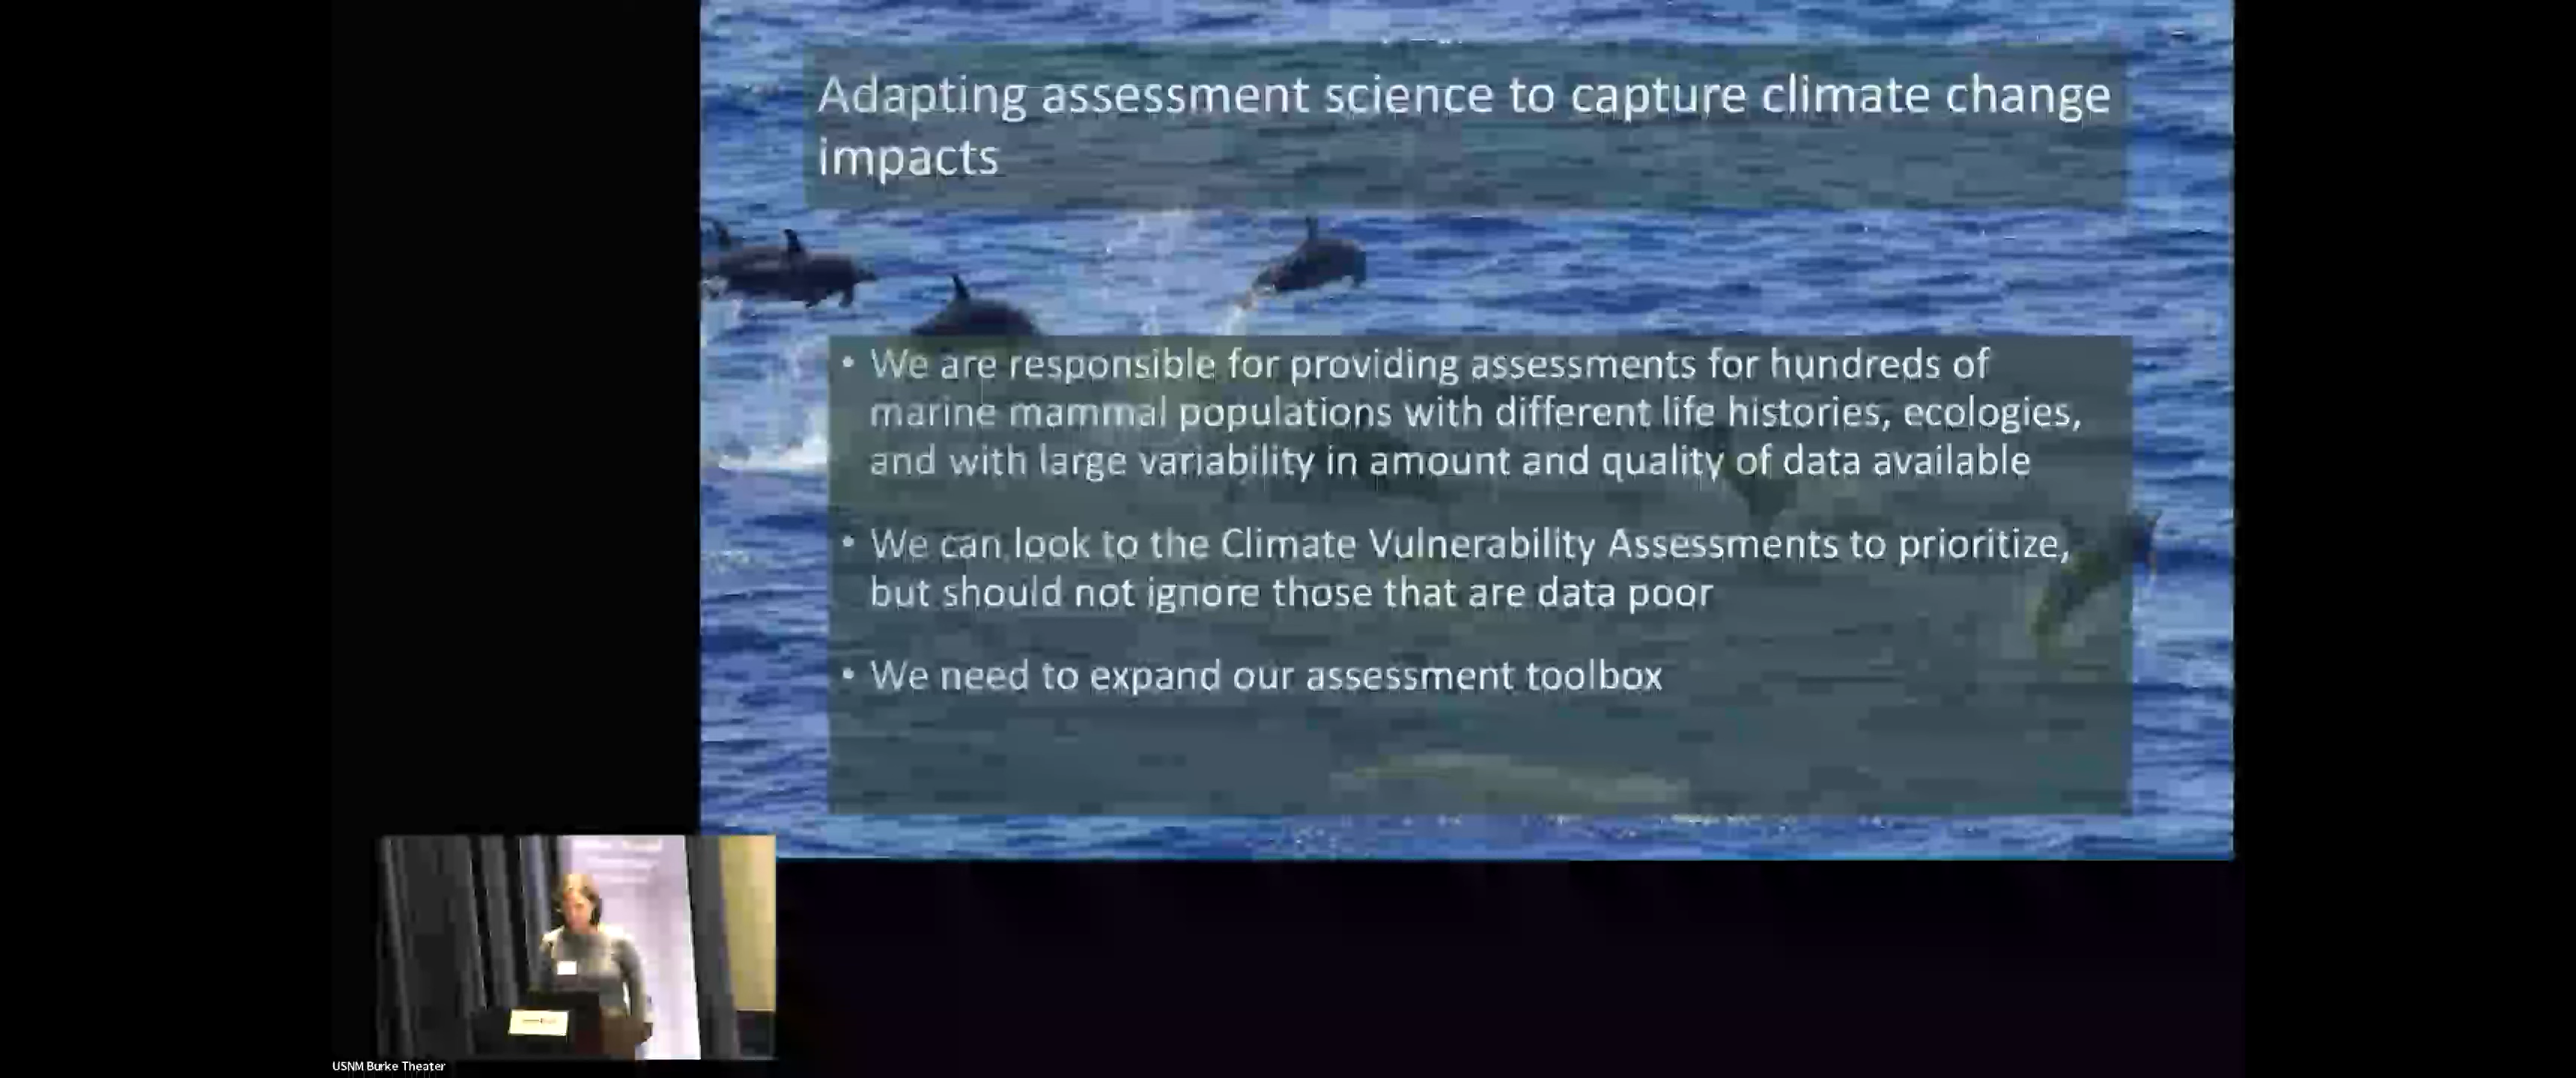 Adapting assessment science to capture climate change
impacts
• We are responsible for providing assessments for hundreds of
marine mammal populations with different life histories, ecologies,
and with large variability in amount and quality of data available
• We can look to the Climate Vulnerability Assessments to prioritize,
but should not ignore those that are data poor
• We need to expand our assessment toolbox
USNM Burke Theater